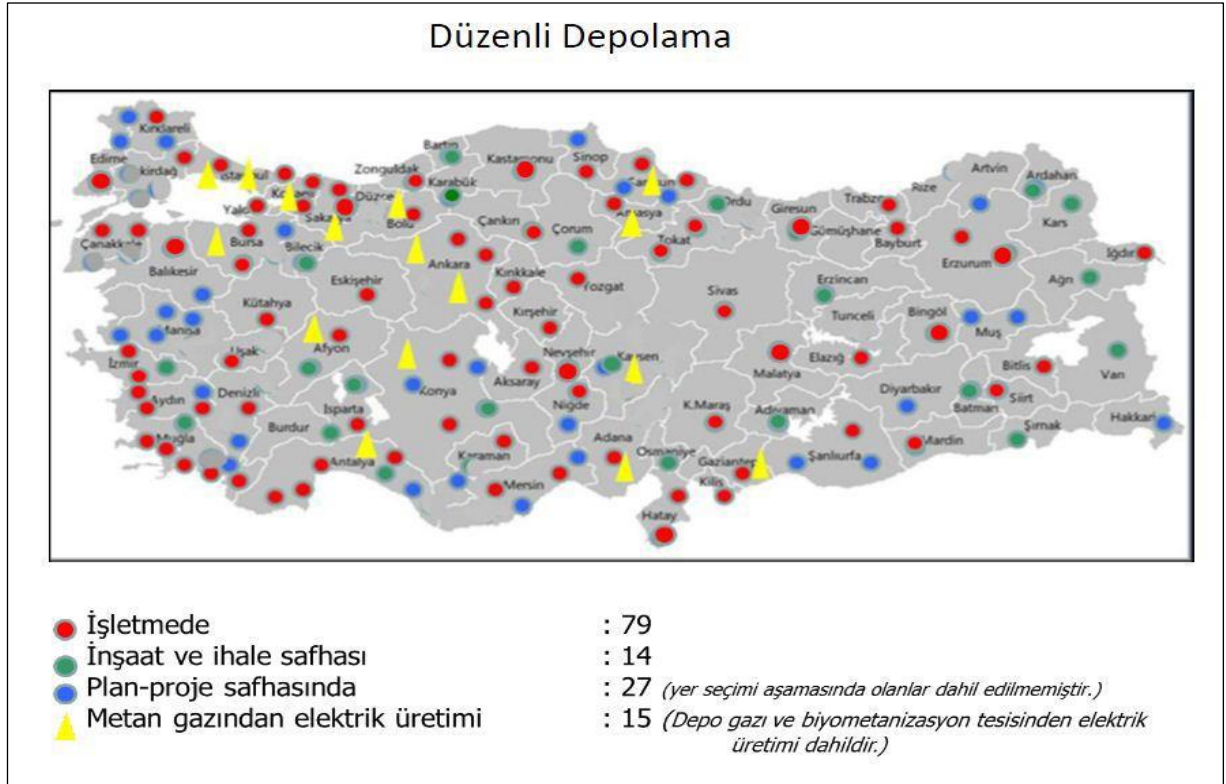 Düzenli Depolama
Kırklareli
Edirne
kirdağ
İstanbul
Zonguldak
Bartın
Karabük
Kastamonu
Sinop
Artvin
Ardahan
Rize
Trabzon
Kars
Ordu
Giresun
Gümüşhane
Bayburt
Düzce
Bolu
Sakarya
Çankırı
Çorum
Amasya
Tokat
Çanakkale
Bursa
Bilecik
Balıkesir
Eskişehir
Ankara
Kırıkkale
Yozgat
Sivas
Erzincan
Erzurum
Iğdır
Ağrı
Kütahya
Manisa
Kırşehir
Tunceli
Bingöl
Muş
Afyon
Uşak
İzmir
Nevşehir
Kayseri
Aksaray
Konya
Malatya
Elazığ
Bitlis
Van
Diyarbakır
Batman
Siirt
Aydın
Denizli
Isparta
Niğde
K.Maraş
Adıyaman
Hakkari
Şırnak
Mardin
Muğla
Burdur
Antalya
Karaman
Adana
Osmaniye
Gaziantep
Şanlıurfa
Kilis
Mersin
Hatay
İşletmede : 79
İnşaat ve ihale safhası : 14
Plan-proje safhasında : 27 (yer seçimi aşamasında olanlar dahil edilmemiştir.)
Metan gazından elektrik üretimi : 15 (Depo gazı ve biyometanizasyon tesisinden elektrik
üretimi dahildir.)